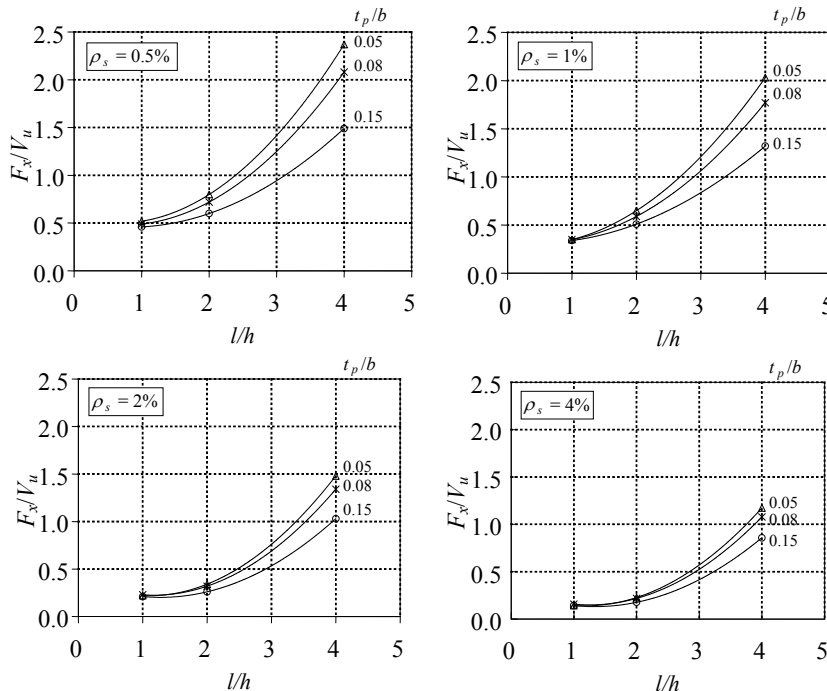 t_p/b
2.5
2.0
1.5
1.0
0.5
0.0
F_x/V_u
ρ_s = 0.5%
0.05
0.08
0.15
0 1 2 3 4 5
l/h
t_p/b
2.5
2.0
1.5
1.0
0.5
0.0
F_x/V_u
ρ_s = 1%
0.05
0.08
0.15
0 1 2 3 4 5
l/h
t_p/b
2.5
2.0
1.5
1.0
0.5
0.0
F_x/V_u
ρ_s = 2%
0.05
0.08
0.15
0 1 2 3 4 5
l/h
t_p/b
2.5
2.0
1.5
1.0
0.5
0.0
F_x/V_u
ρ_s = 4%
0.05
0.08
0.15
0 1 2 3 4 5
l/h